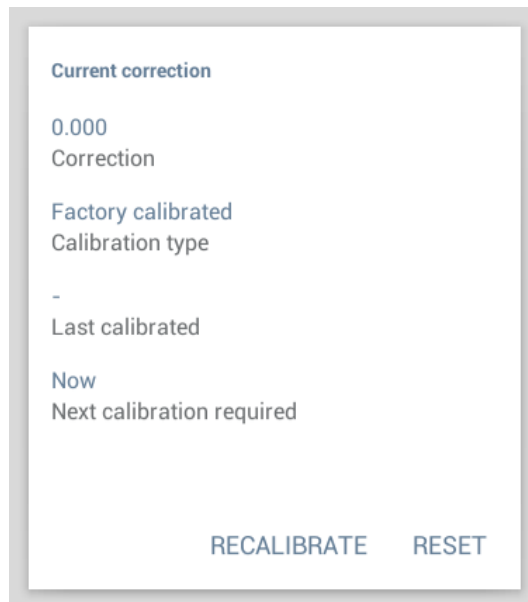 Current correction
0.000
Correction
Factory calibrated
Calibration type
-
Last calibrated
Now
Next calibration required
RECALIBRATE RESET